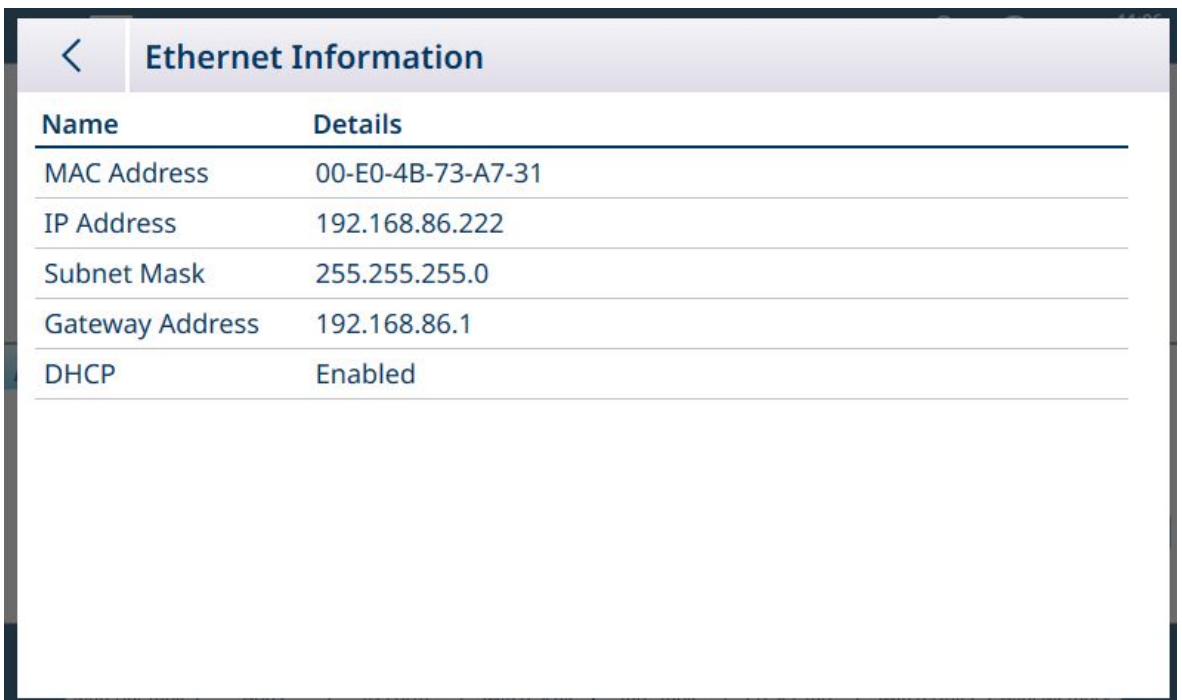 Ethernet Information
Name Details
MAC Address 00-E0-4B-73-A7-31
IP Address 192.168.86.222
Subnet Mask 255.255.255.0
Gateway Address 192.168.86.1
DHCP Enabled